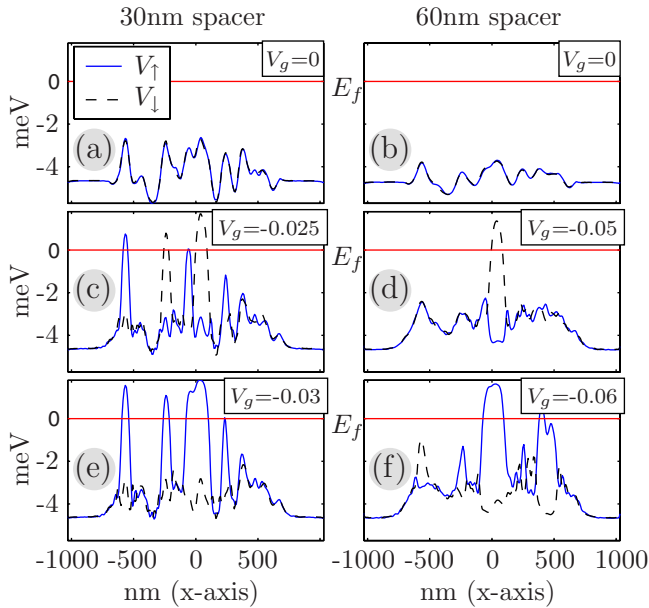 30nm spacer 60nm spacer
V↑
V↓
V_g=0
V_g=0
meV
0
-2
-4
E_f
(a)
(b)
V_g=-0.025
V_g=-0.05
meV
0
-2
-4
E_f
(c)
(d)
V_g=-0.03
V_g=-0.06
meV
0
-2
-4
E_f
(e)
(f)
-1000 -500 0 500
-1000 -500 0 500 1000
nm (x-axis)
nm (x-axis)